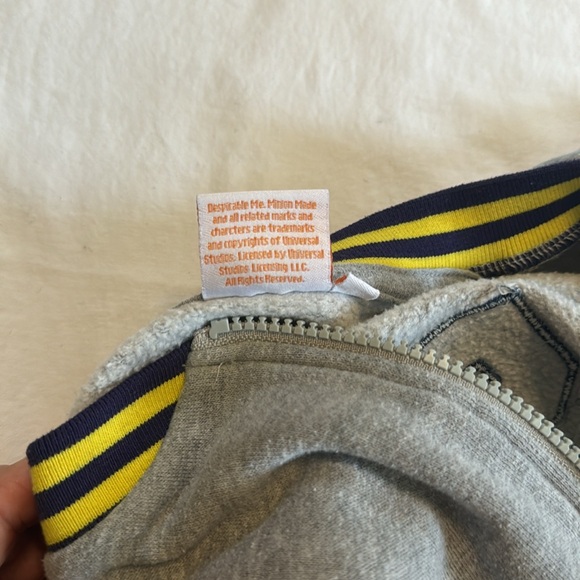 Despicable Me. Minion Made
and all related marks and
charcters are trademarks
and copyrights of Universal
Studios. Licensed by Universal
Studios Licensing LLC.
All Rights Reserved.